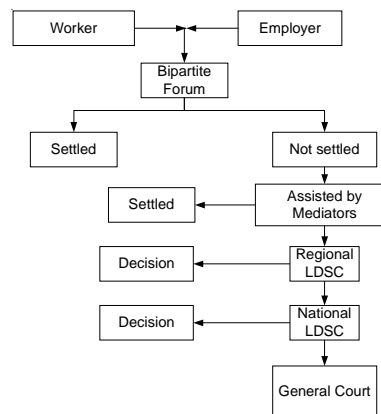 Worker
Employer
Bipartite
Forum
Settled
Not settled
Settled
Assisted by
Mediators
Decision
Regional
LDSC
Decision
National
LDSC
General Court